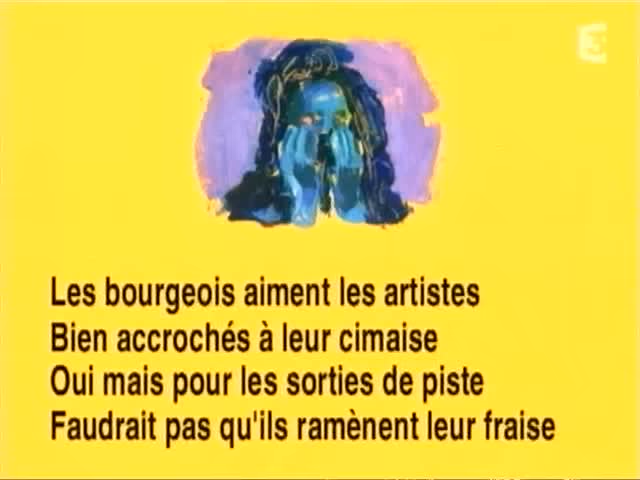 3
Les bourgeois aiment les artistes
Bien accrochés à leur cimaise
Oui mais pour les sorties de piste
Faudrait pas qu'ils ramènent leur fraise